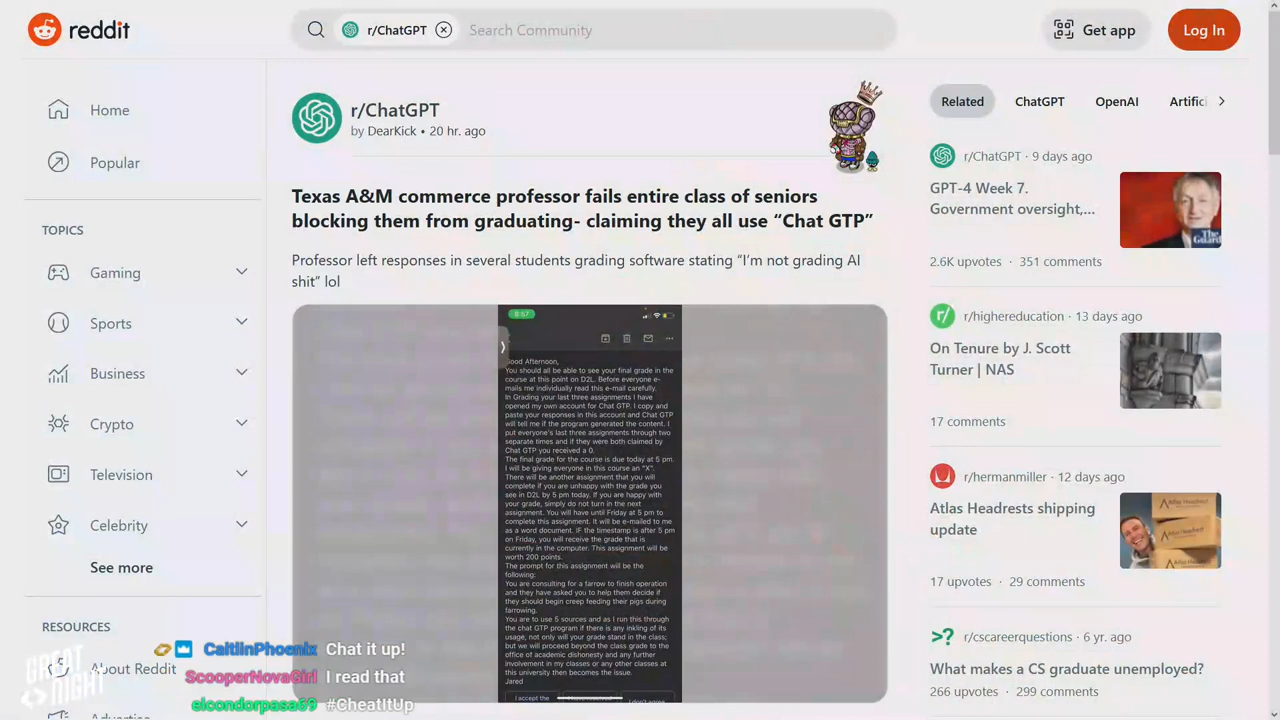 reddit
r/ChatGPT
Search Community
Get app
Log In
Home
Popular
TOPICS
Gaming
Sports
Business
Crypto
Television
Celebrity
See more
RESOURCES
About Reddit
r/ChatGPT
by DearKick • 20 hr. ago
Texas A&M commerce professor fails entire class of seniors
blocking them from graduating- claiming they all use “Chat GTP”
Professor left responses in several students grading software stating “I’m not grading AI
shit” lol
8:57
Good Afternoon,
You should all be able to see your final grade in the
course at this point on D2L. Before everyone e-
mails me individually read this e-mail carefully.
In Grading your last three assignments I have
opened my own account for Chat GTP. I copy and
paste your responses in this account and Chat GTP
will tell me if the program generated the content. I
put everyone's last three assignments through two
separate times and if they were both claimed by
Chat GTP you received a 0.
The final grade for the course is due today at 5 pm.
I will be giving everyone in this course an "X".
There will be another assignment that you will
complete if you are unhappy with the grade you
see in D2L by 5 pm today. If you are happy with
your grade, simply do not turn in the next
assignment. You will have until Friday at 5 pm to
complete this assignment. It will be e-mailed to me
as a word document. IF the timestamp is after 5 pm
on Friday, you will receive the grade that is
currently in the computer. This assignment will be
worth 200 points.
The prompt for this assignment will be the
following:
You are consulting for a farrow to finish operation
and they have asked you to help them decide if
they should begin creep feeding their pigs during
farrowing.
You are to use 5 sources and as I run this through
the chat GTP program if there is any inkling of its
usage, not only will your grade stand in the class;
but we will proceed beyond the class grade to the
office of academic dishonesty and any further
involvement in my classes or any other classes at
this university then becomes the issue.
Jared
I accept the
I don't agree
Related
ChatGPT
OpenAI
Artifici
r/ChatGPT · 9 days ago
GPT-4 Week 7.
Government oversight,...
The
Guard
2.6K upvotes · 351 comments
r/highereducation · 13 days ago
On Tenure by J. Scott
Turner | NAS
17 comments
r/hermanmiller · 12 days ago
Atlas Headrest shipping
update
Atlas Headrest
17 upvotes · 29 comments
r/careerquestions · 6 yr. ago
What makes you unemployed?
CaitlinPhoenix Chat it up!
ScooperNovaGirl I read that
elcondorpasa69 #CheatItUp